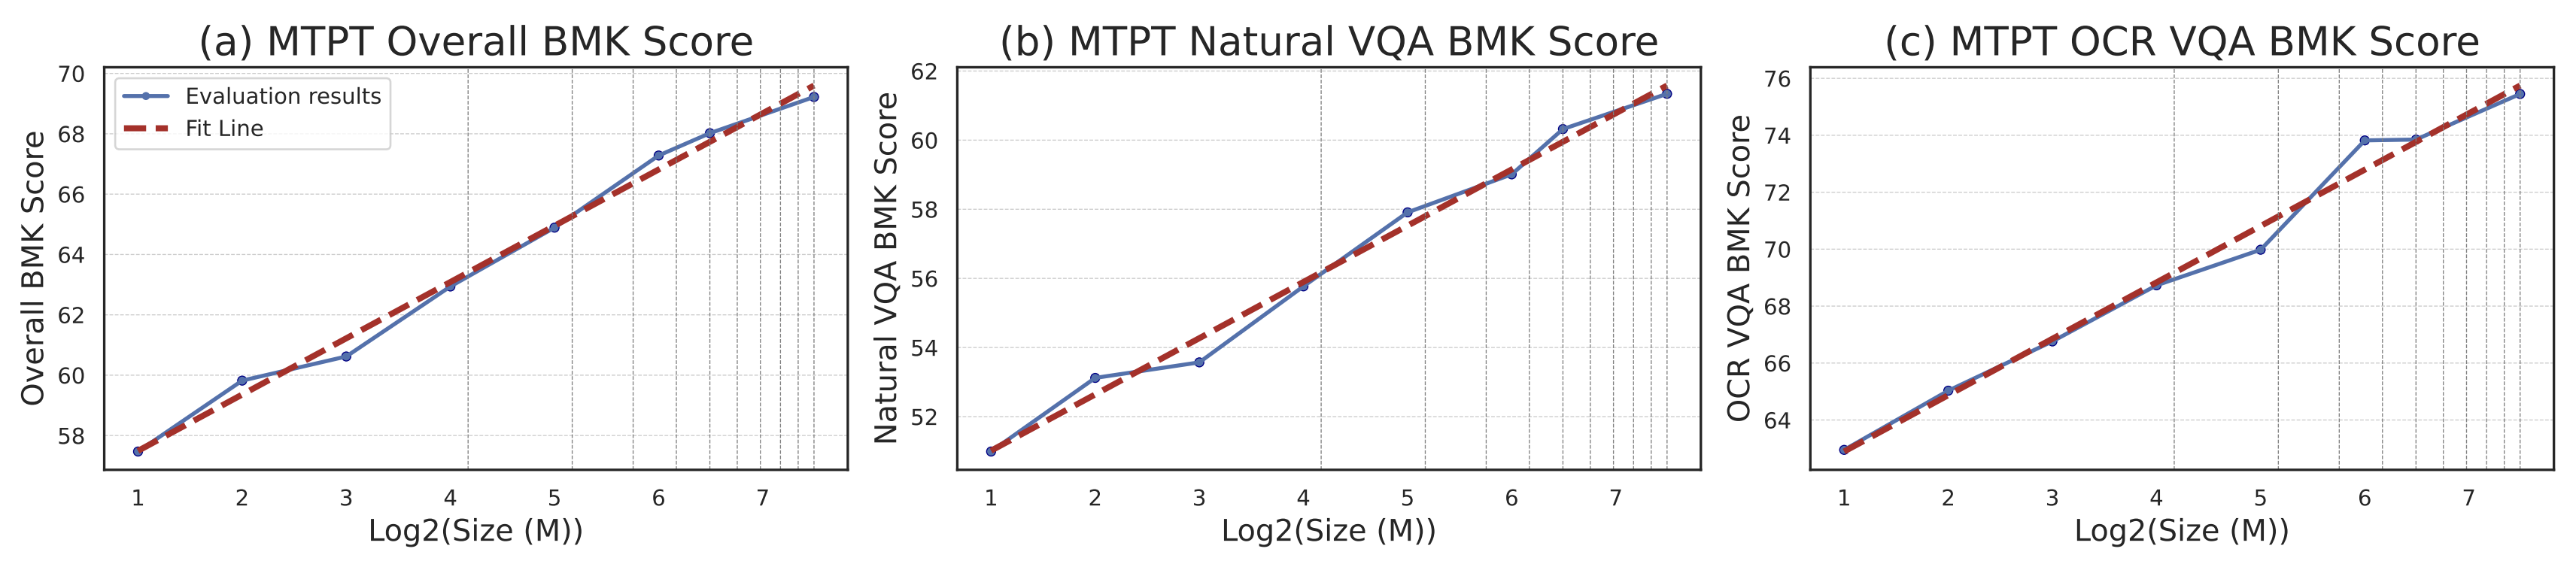 (a) MTPT Overall BMK Score
Overall BMK Score
70
68
66
64
62
60
58
Evaluation results
Fit Line
1 2 3 4 5 6 7
Log2(Size (M))
(b) MTPT Natural VQA BMK Score
Natural VQA BMK Score
62
60
58
56
54
52
1 2 3 4 5 6 7
Log2(Size (M))
(c) MTPT OCR VQA BMK Score
OCR VQA BMK Score
76
74
72
70
68
66
64
1 2 3 4 5 6 7
Log2(Size (M))